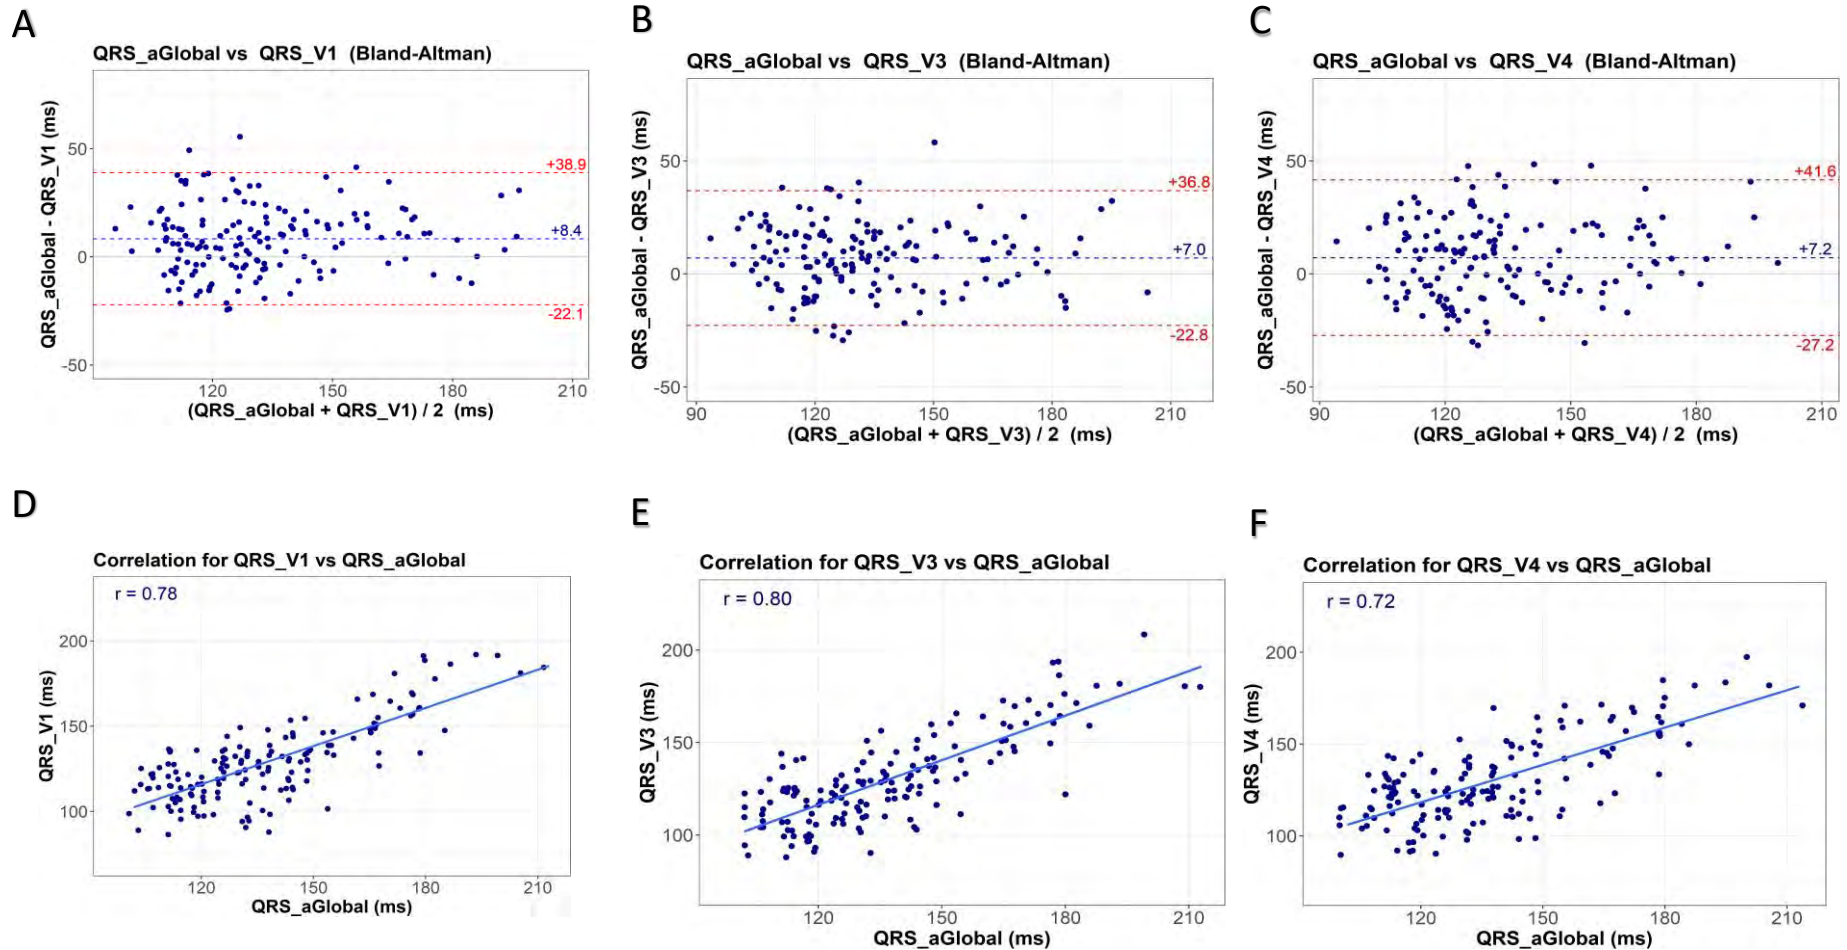 A
QRS_aGlobal vs QRS_V1 (Bland-Altman)
QRS_aGlobal - QRS_V1 (ms)
50
0
-50
+38.9
+8.4
-22.1
120 150 180 210
(QRS_aGlobal + QRS_V1) / 2 (ms)
B
QRS_aGlobal vs QRS_V3 (Bland-Altman)
QRS_aGlobal - QRS_V3 (ms)
50
0
-50
+36.8
+7.0
-22.8
90 120 150 180 210
(QRS_aGlobal + QRS_V3) / 2 (ms)
C
QRS_aGlobal vs QRS_V4 (Bland-Altman)
QRS_aGlobal - QRS_V4 (ms)
50
0
-50
+41.6
+7.2
-27.2
90 120 150 180 210
(QRS_aGlobal + QRS_V4) / 2 (ms)
D
Correlation for QRS_V1 vs QRS_aGlobal
r = 0.78
QRS_V1 (ms)
200
150
100
120 150 180 210
QRS_aGlobal (ms)
E
Correlation for QRS_V3 vs QRS_aGlobal
r = 0.80
QRS_V3 (ms)
200
150
100
120 150 180 210
QRS_aGlobal (ms)
F
Correlation for QRS_V4 vs QRS_aGlobal
r = 0.72
QRS_V4 (ms)
200
150
100
120 150 180 210
QRS_aGlobal (ms)